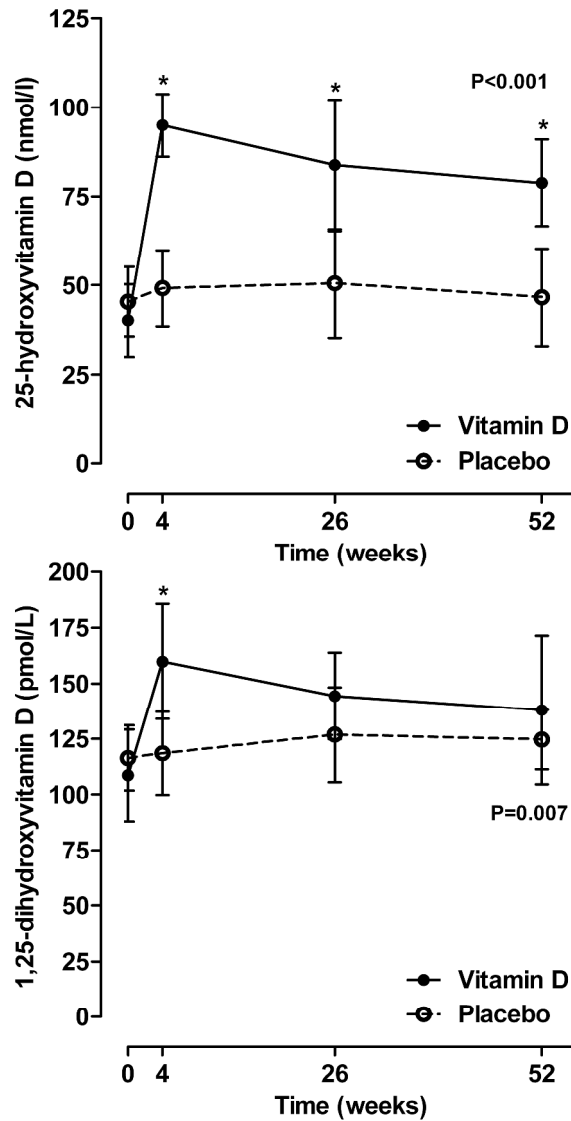 25-hydroxyvitamin D (nmol/l)
125
100
75
50
25
0
*
*
*
P<0.001
Vitamin D
Placebo
0 4 26 52
Time (weeks)
1,25-dihydroxyvitamin D (pmol/L)
200
175
150
125
100
75
50
25
0
*
P=0.007
Vitamin D
Placebo
0 4 26 52
Time (weeks)